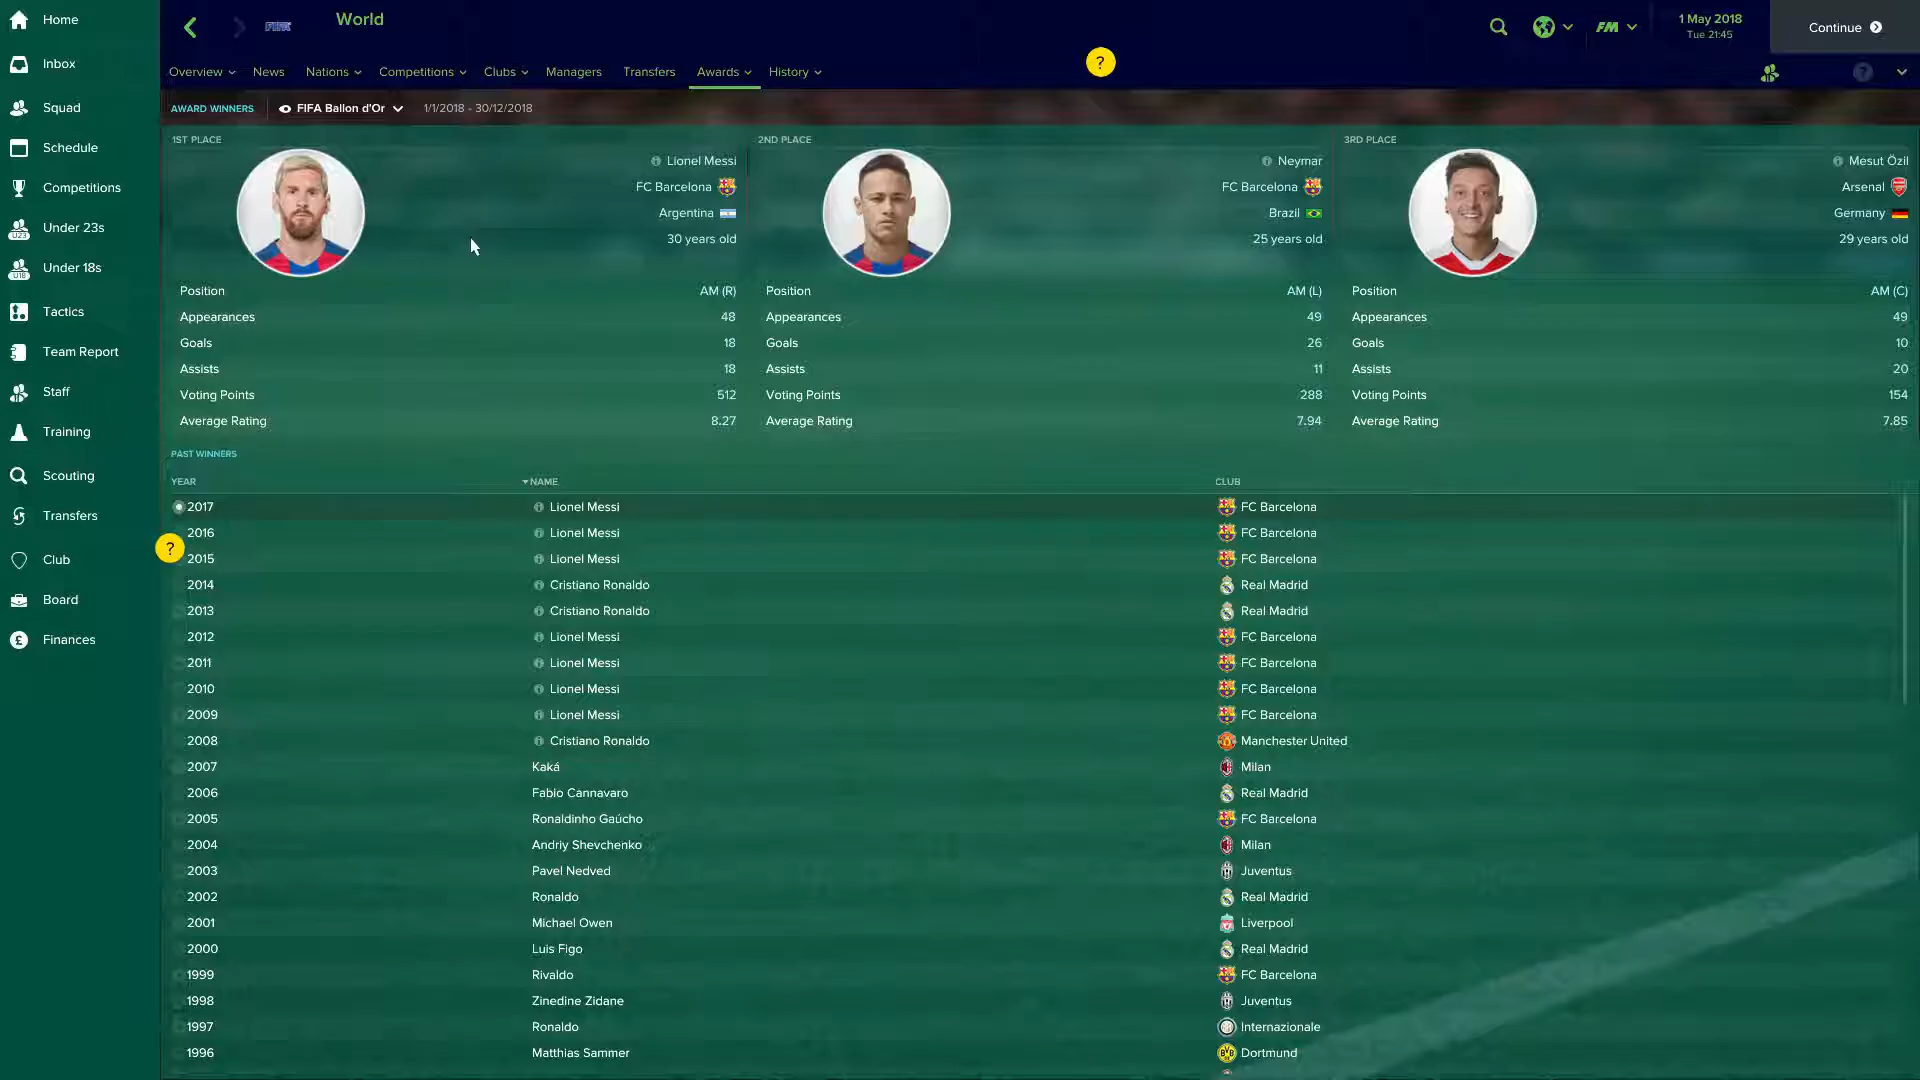 Home
Inbox
Squad
Schedule
Competitions
Under 23s
Under 18s
Tactics
Team Report
Staff
Training
Scouting
Transfers
Club
Board
Finances
FIFA
World
FM
1 May 2018
Tue 21:45
Continue
Overview News Nations Competitions Clubs Managers Transfers Awards History
?
?
AWARD WINNERS FIFA Ballon d'Or 1/1/2018 - 30/12/2018
1ST PLACE
Lionel Messi
FC Barcelona
Argentina
30 years old
Position AM (R)
Appearances 48
Goals 18
Assists 18
Voting Points 512
Average Rating 8.27
2ND PLACE
Neymar
FC Barcelona
Brazil
25 years old
Position AM (L)
Appearances 49
Goals 26
Assists 11
Voting Points 288
Average Rating 7.94
3RD PLACE
Mesut Özil
Arsenal
Germany
29 years old
Position AM (C)
Appearances 49
Goals 10
Assists 20
Voting Points 154
Average Rating 7.85
PAST WINNERS
YEAR NAME CLUB
2017 Lionel Messi FC Barcelona
2016 Lionel Messi FC Barcelona
?
2015 Lionel Messi FC Barcelona
2014 Cristiano Ronaldo Real Madrid
2013 Cristiano Ronaldo Real Madrid
2012 Lionel Messi FC Barcelona
2011 Lionel Messi FC Barcelona
2010 Lionel Messi FC Barcelona
2009 Lionel Messi FC Barcelona
2008 Cristiano Ronaldo Manchester United
2007 Kaká Milan
2006 Fabio Cannavaro Real Madrid
2005 Ronaldinho Gaúcho FC Barcelona
2004 Andriy Shevchenko Milan
2003 Pavel Nedved Juventus
2002 Ronaldo Real Madrid
2001 Michael Owen Liverpool
2000 Luis Figo Real Madrid
1999 Rivaldo FC Barcelona
1998 Zinedine Zidane Juventus
1997 Ronaldo Internazionale
1996 Matthias Sammer Dortmund